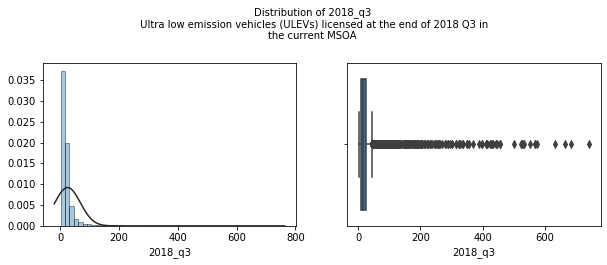 Distribution of 2018_q3
Ultra low emission vehicles (ULEVs) licensed at the end of 2018 Q3 in
the current MSOA
0.035
0.030
0.025
0.020
0.015
0.010
0.005
0.000
0 200 400 600 800
2018_q3
0 200 400 600
2018_q3